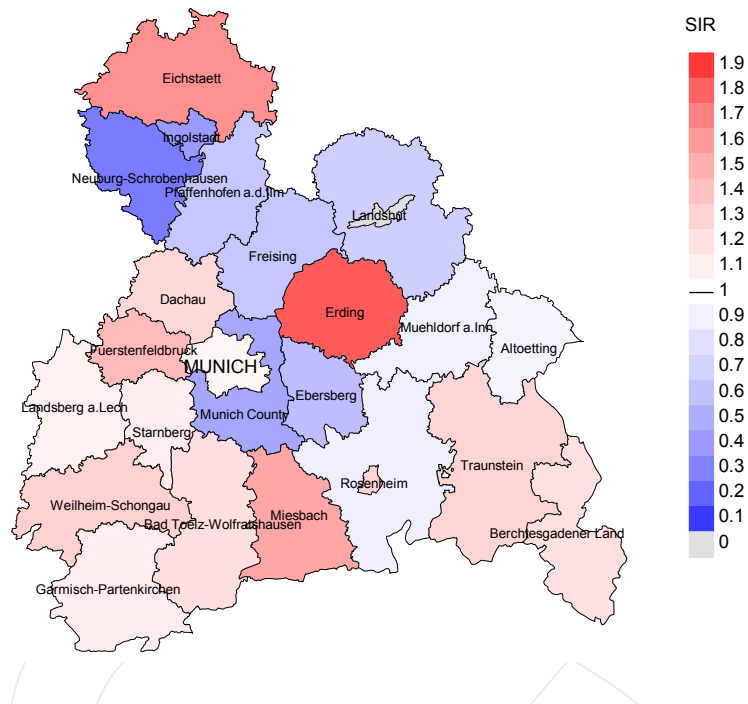 SIR
Eichstaett
Ingolstadt
Neuburg-Schrobenhausen
Pfaffenhofen a.d.Ilm
Landshut
Freising
Dachau
Erding
Muehldorf a.Inn
Altoetting
Fuerstenfeldbruck
MUNICH
Ebersberg
Landsberg a.Lech
Munich County
Starnberg
Traunstein
Rosenheim
Weilheim-Schongau
Miesbach
Bad Toelz-Wolfratshausen
Berchtesgadener Land
Garmisch-Partenkirchen
1.9
1.8
1.7
1.6
1.5
1.4
1.3
1.2
1.1
1
0.9
0.8
0.7
0.6
0.5
0.4
0.3
0.2
0.1
0